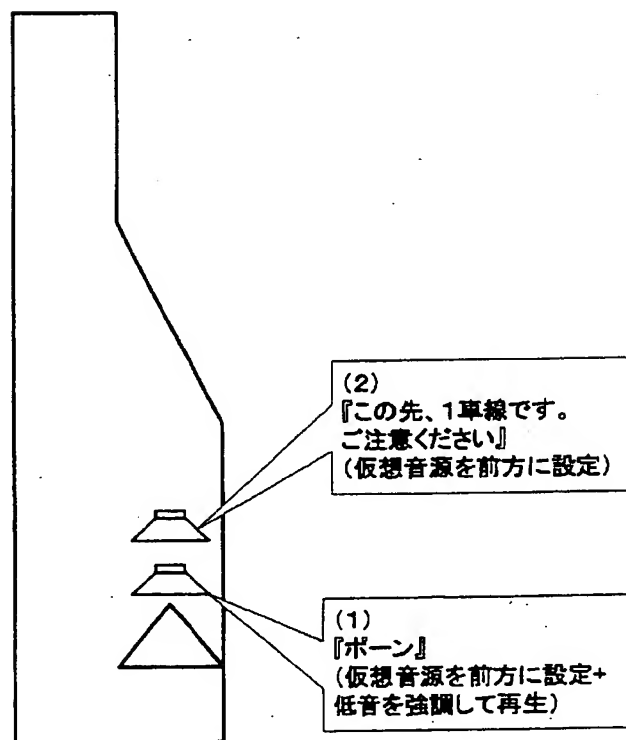 (2)
『この先、1車線です。
ご注意ください』
(仮想音源を前方に設定)
(1)
『ポーン』
(仮想音源を前方に設定+
低音を強調して再生)